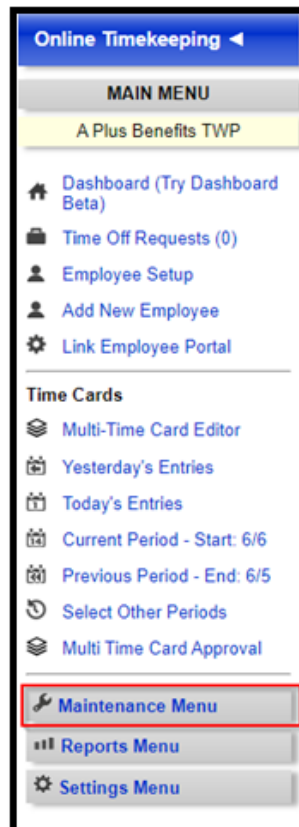 Online Timekeeping ◄
MAIN MENU
A Plus Benefits TWP
Dashboard (Try Dashboard
Beta)
Time Off Requests (0)
Employee Setup
Add New Employee
Link Employee Portal
Time Cards
Multi-Time Card Editor
Yesterday's Entries
Today's Entries
Current Period - Start: 6/6
Previous Period - End: 6/5
Select Other Periods
Multi Time Card Approval
Maintenance Menu
Reports Menu
Settings Menu